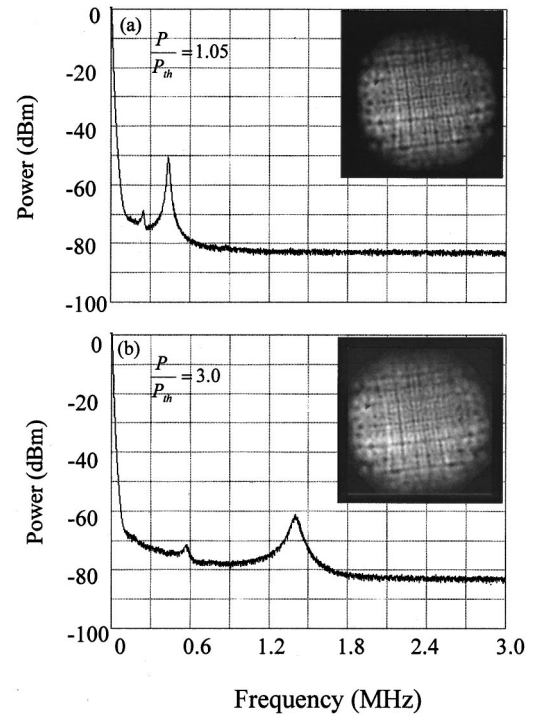 (a)
P/P_th = 1.05
0
-20
-40
-60
-80
-100
Power (dBm)
(b)
P/P_th = 3.0
0
-20
-40
-60
-80
-100
Power (dBm)
0 0.6 1.2 1.8 2.4 3.0
Frequency (MHz)